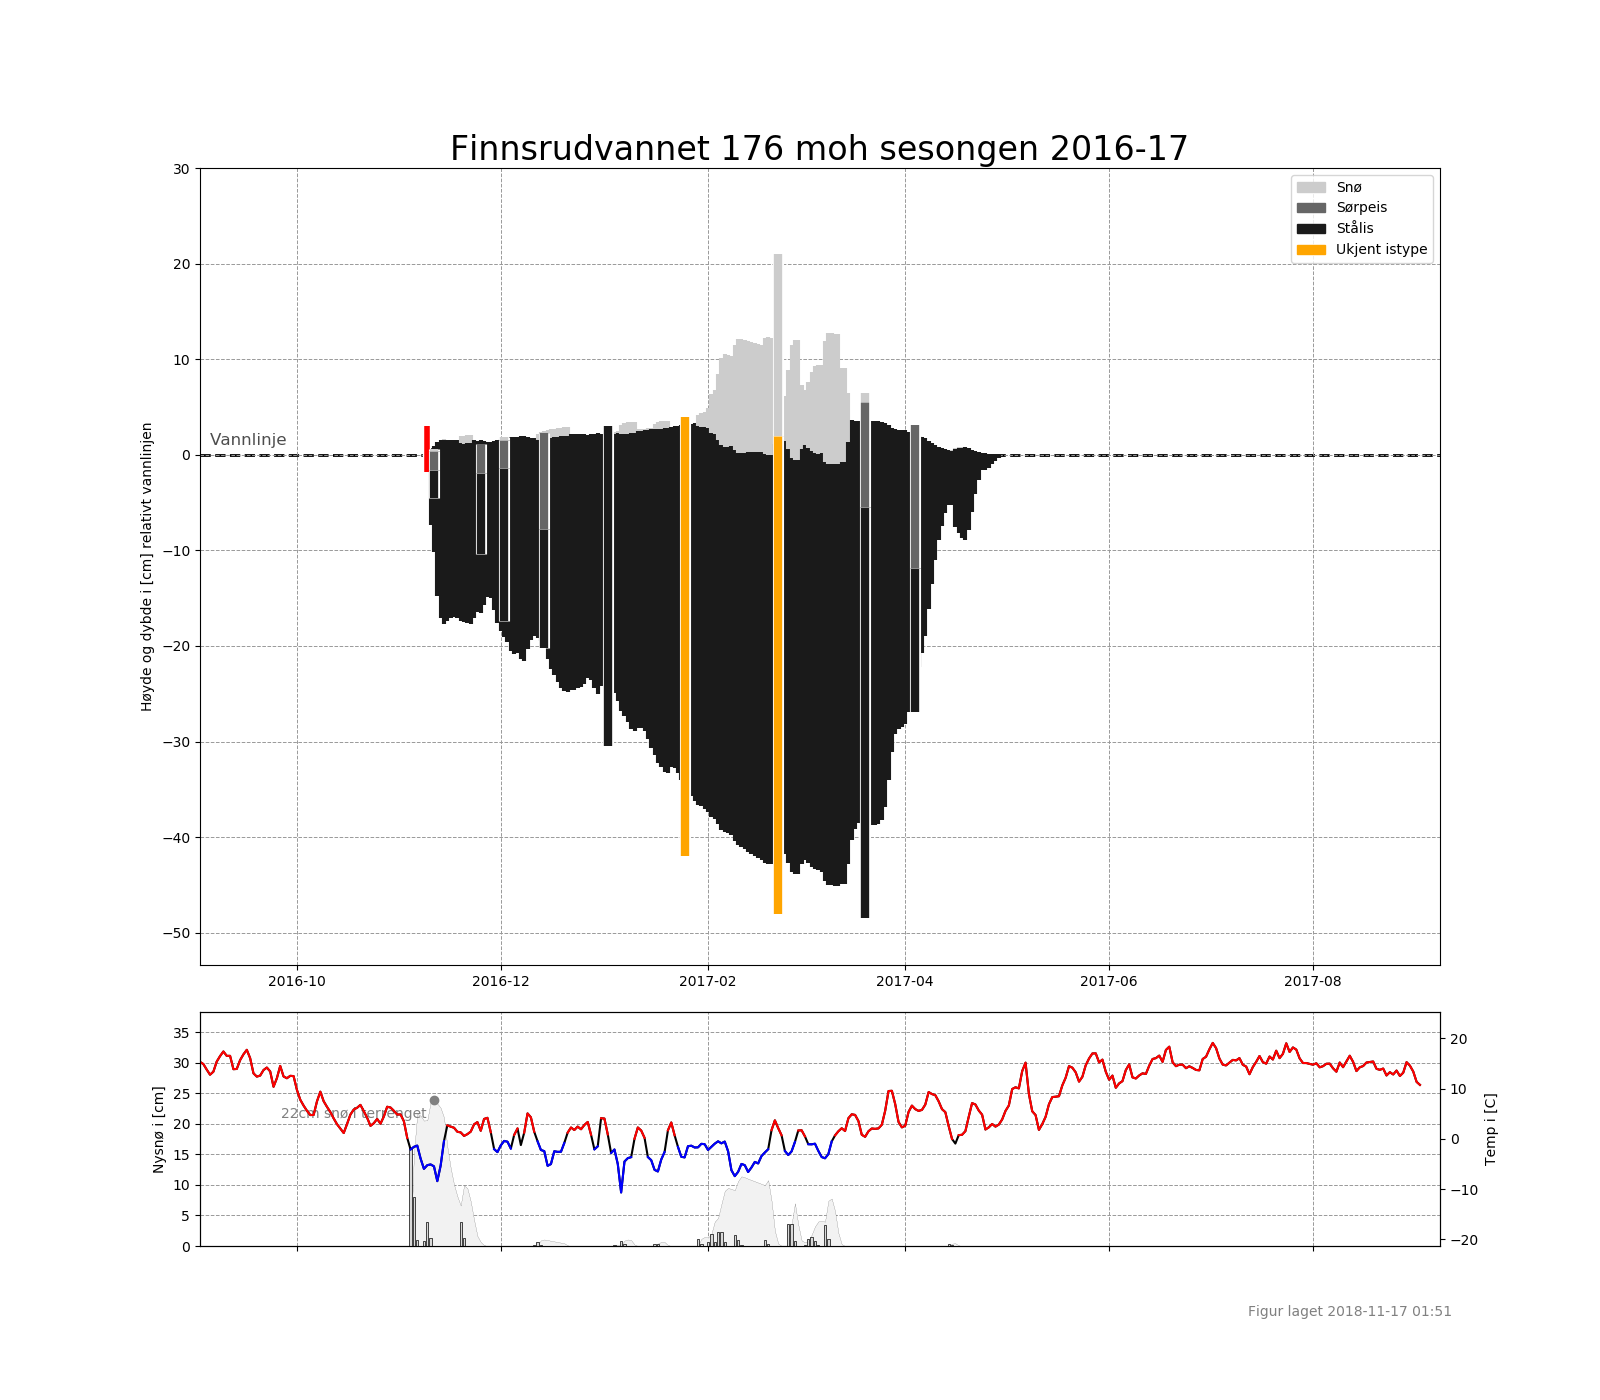 Finnsrudvannet 176 moh sesongen 2016-17
Høyde og dybde i [cm] relativt vannlinjen
30
20
10
0
−10
−20
−30
−40
−50
Vannlinje
Snø
Sørpeis
Stålis
Ukjent istype
2016-10
2016-12
2017-02
2017-04
2017-06
2017-08
Nysnø i [cm]
35
30
25
20
15
10
5
0
22cm snø i terrenget
20
10
0
−10
−20
Temp i [C]
Figur laget 2018-11-17 01:51